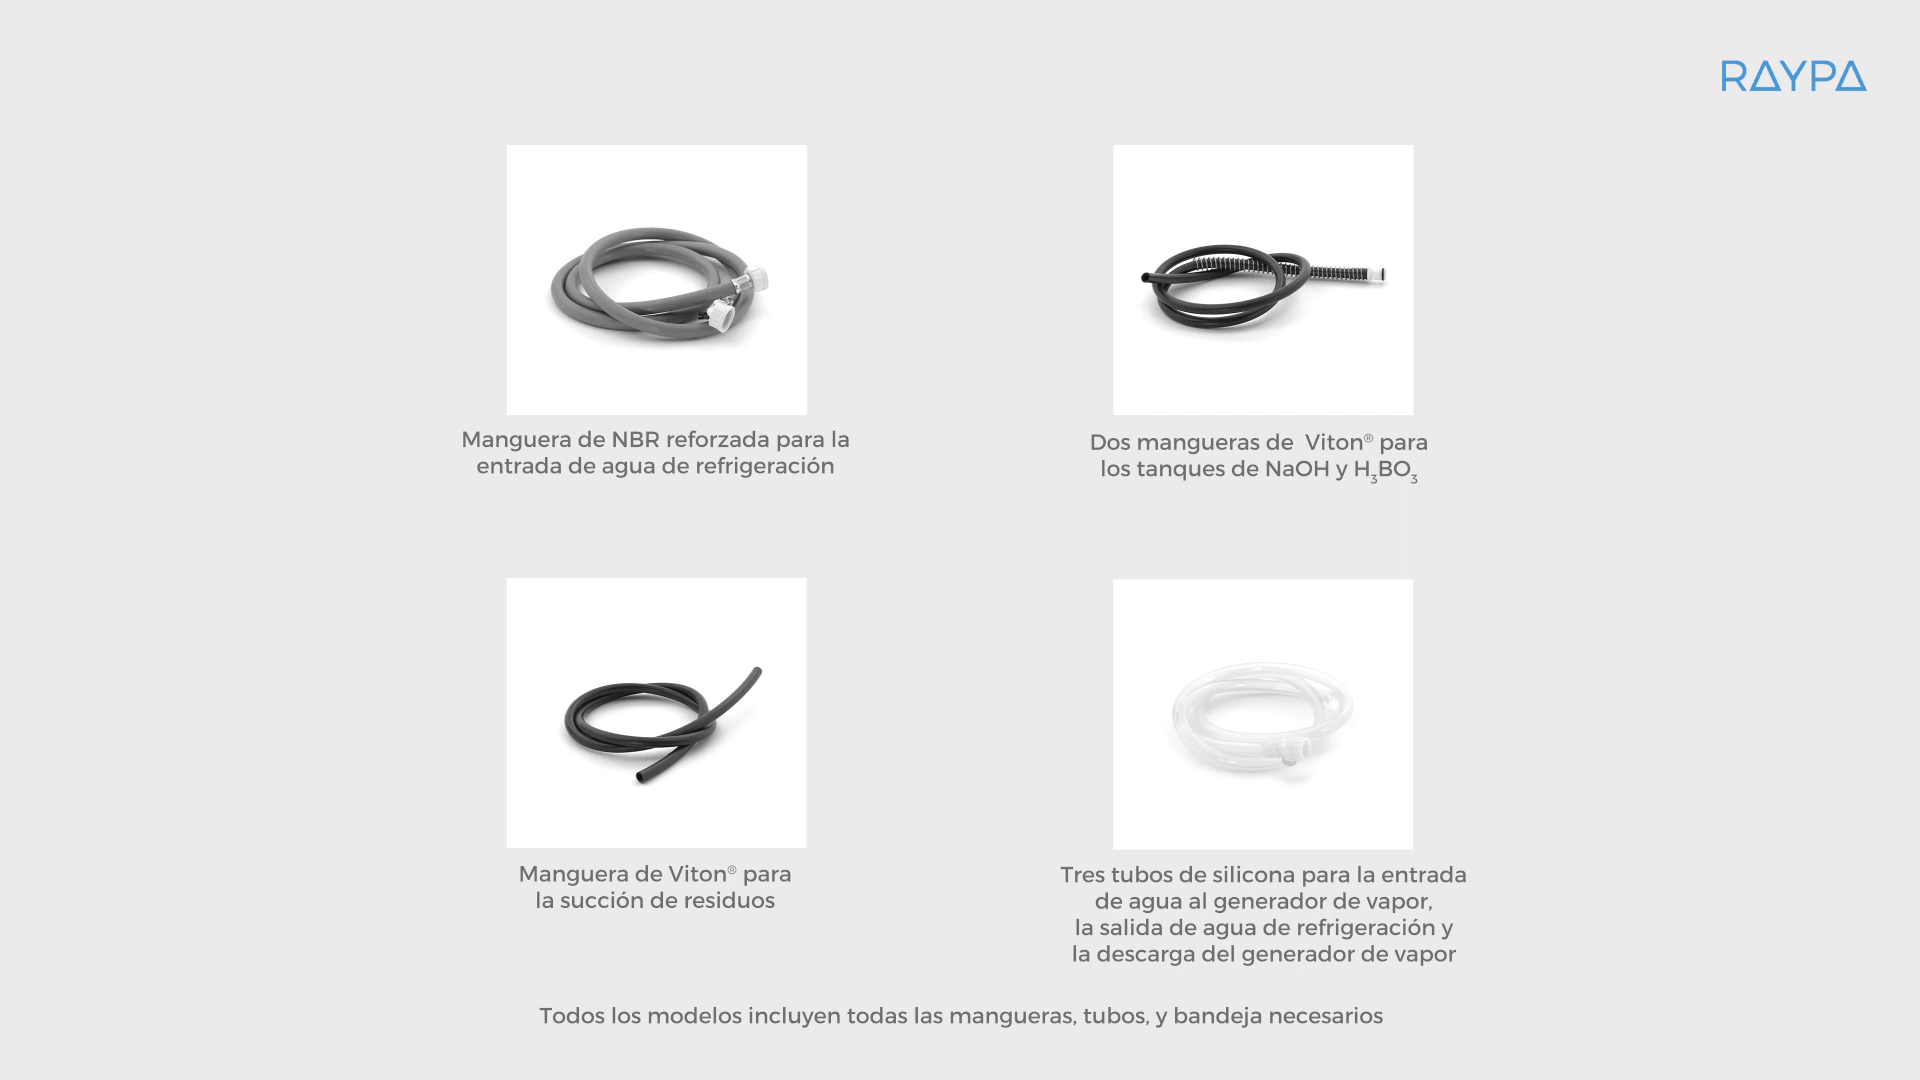 RAYPA
Manguera de NBR reforzada para la
entrada de agua de refrigeración
Dos mangueras de Viton® para
los tanques de NaOH y H₃BO₃
Manguera de Viton® para
la succión de residuos
Tres tubos de silicona para la entrada
de agua al generador de vapor,
la salida de agua de refrigeración y
la descarga del generador de vapor
Todos los modelos incluyen todas las mangueras, tubos, y bandeja necesarios